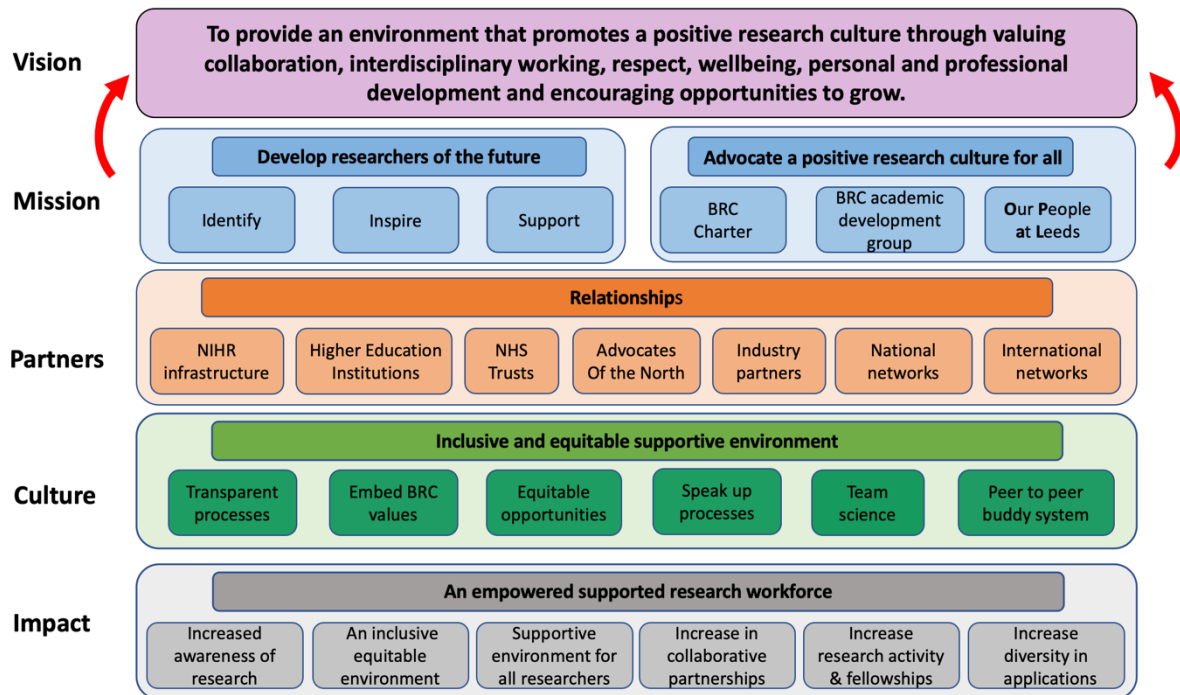 Vision
To provide an environment that promotes a positive research culture through valuing
collaboration, interdisciplinary working, respect, wellbeing, personal and professional
development and encouraging opportunities to grow.
Mission
Develop researchers of the future
Identify
Inspire
Support
Advocate a positive research culture for all
BRC
Charter
BRC academic
development
group
Our People
at Leeds
Partners
Relationships
NIHR
infrastructure
Higher Education
Institutions
NHS
Trusts
Advocates
Of the North
Industry
partners
National
networks
International
networks
Culture
Inclusive and equitable supportive environment
Transparent
processes
Embed BRC
values
Equitable
opportunities
Speak up
processes
Team
science
Peer to peer
buddy system
Impact
An empowered supported research workforce
Increased
awareness of
research
An inclusive
equitable
environment
Supportive
environment for
all researchers
Increase in
collaborative
partnerships
Increase
research activity
& fellowships
Increase
diversity in
applications